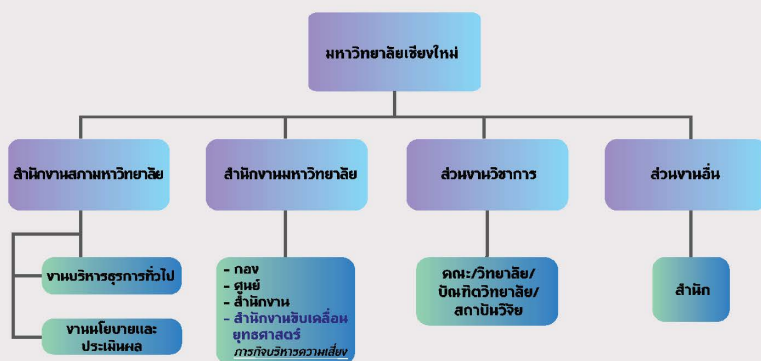 มหาวิทยาลัยเชียงใหม่
สำนักงานสภามหาวิทยาลัย
สำนักงานมหาวิทยาลัย
ส่วนงานวิชาการ
ส่วนงานอื่น
งานบริหารธุรการทั่วไป
งานนโยบายและ
ประเมินผล
- กอง
- ศูนย์
- สำนักงาน
- สำนักงานขับเคลื่อน
ยุทธศาสตร์
ภารกิจบริหารความเสี่ยง
คณะ/วิทยาลัย/
บัณฑิตวิทยาลัย/
สถาบันวิจัย
สำนัก